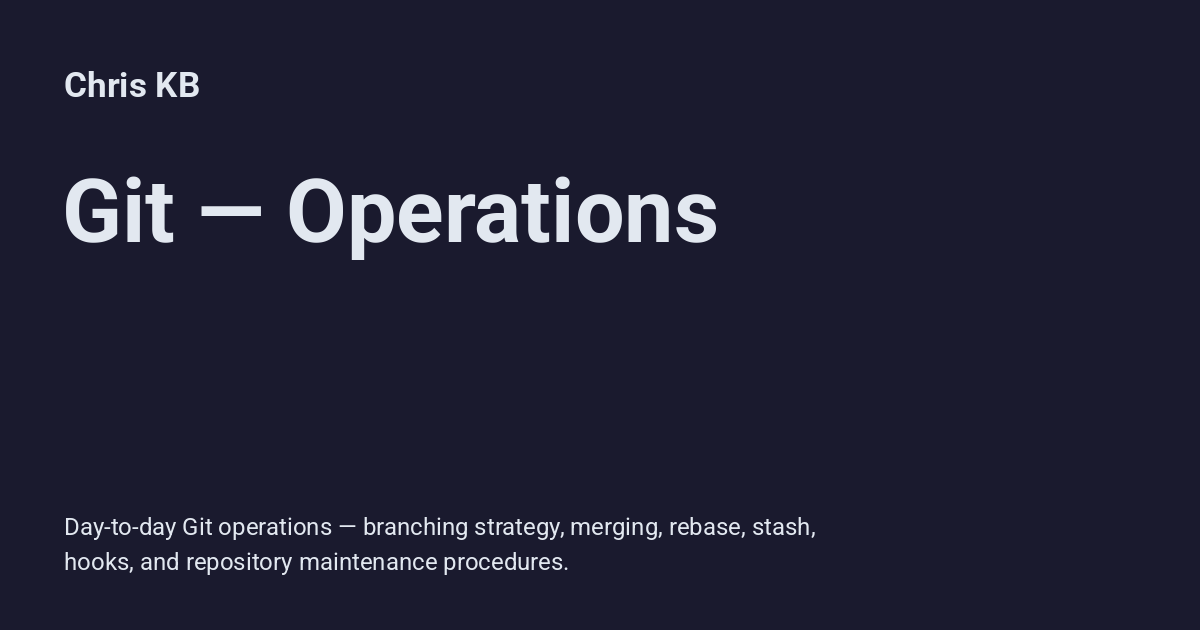 Chris KB
Git — Operations
Day-to-day Git operations — branching strategy, merging, rebase, stash,
hooks, and repository maintenance procedures.